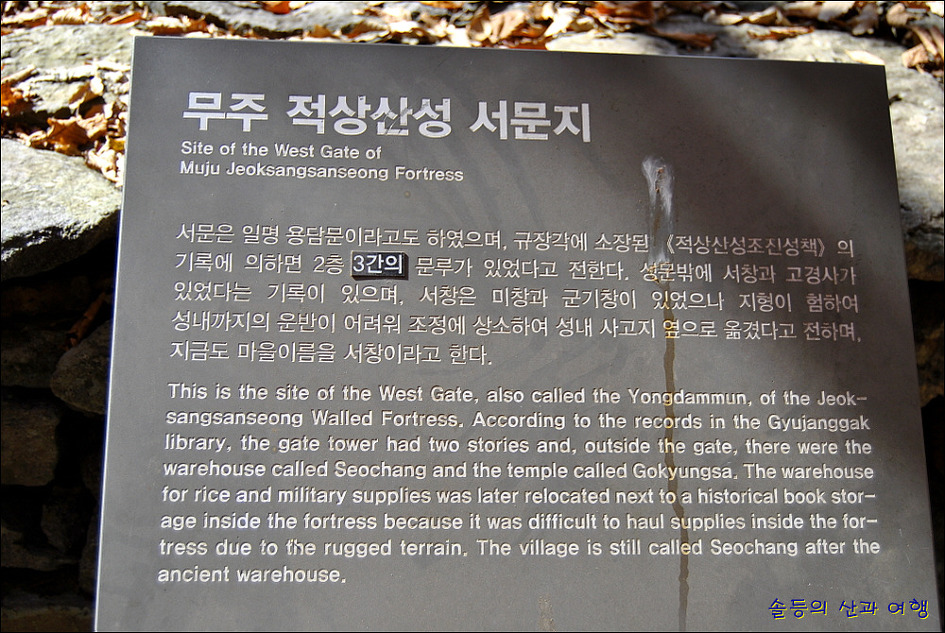 무주 적상산성 서문지
Site of the West Gate of
Muju Jeoksangsanseong Fortress
서문은 일명 용담문이라고도 하였으며, 규장각에 소장된 《적상산성조진성책》의
기록에 의하면 2층 3간의 문루가 있었다고 전한다. 성문밖에 서창과 고경사가
있었다는 기록이 있으며, 서창은 미창과 군기창이 있었으나 지형이 험하여
성내까지의 운반이 어려워 조정에 상소하여 성내 사고지 옆으로 옮겼다고 전하며,
지금도 마을이름을 서창이라고 한다.
This is the site of the West Gate, also called the Yongdammun, of the Jeok-
sangsanseong Walled Fortress. According to the records in the Gyujanggak
library, the gate tower had two stories and, outside the gate, there were the
warehouse called Seochang and the temple called Gokyungsa. The warehouse
for rice and military supplies was later relocated next to a historical book stor-
age inside the fortress because it was difficult to haul supplies inside the for-
tress due to the rugged terrain. The village is still called Seochang after the
ancient warehouse.
솔등의 산과 여행